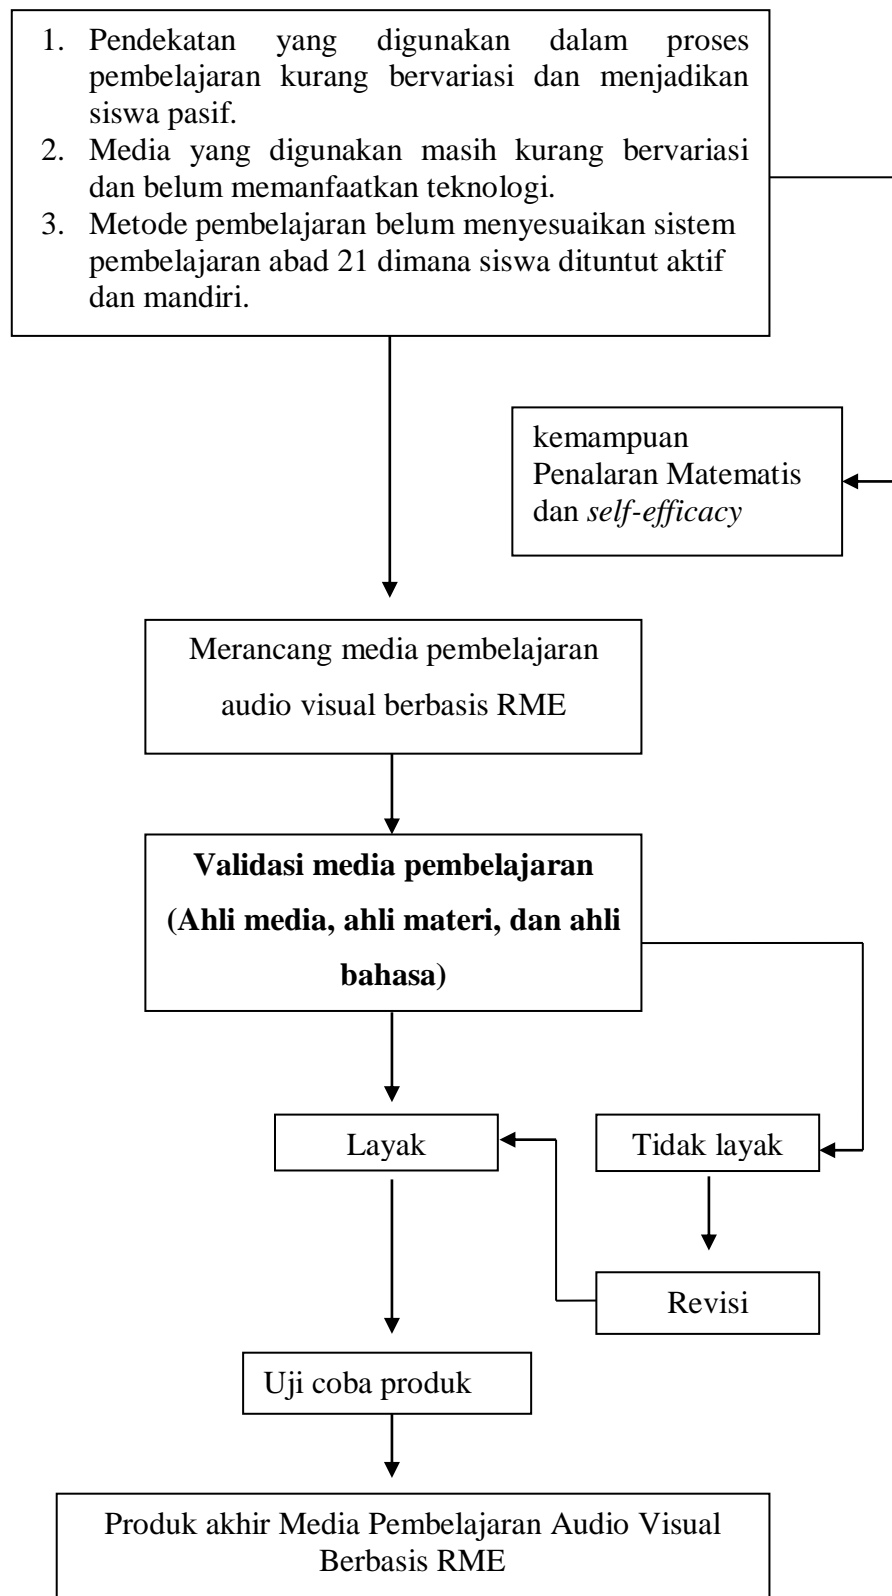 1. Pendekatan yang digunakan dalam proses
pembelajaran kurang bervariasi dan menjadikan
siswa pasif.
2. Media yang digunakan masih kurang bervariasi
dan belum memanfaatkan teknologi.
3. Metode pembelajaran belum menyesuaikan sistem
pembelajaran abad 21 dimana siswa dituntut aktif
dan mandiri.
kemampuan
Penalaran Matematis
dan self-efficacy
Merancang media pembelajaran
audio visual berbasis RME
Validasi media pembelajaran
(Ahli media, ahli materi, dan ahli
bahasa)
Layak
Tidak layak
Revisi
Uji coba produk
Produk akhir Media Pembelajaran Audio Visual
Berbasis RME